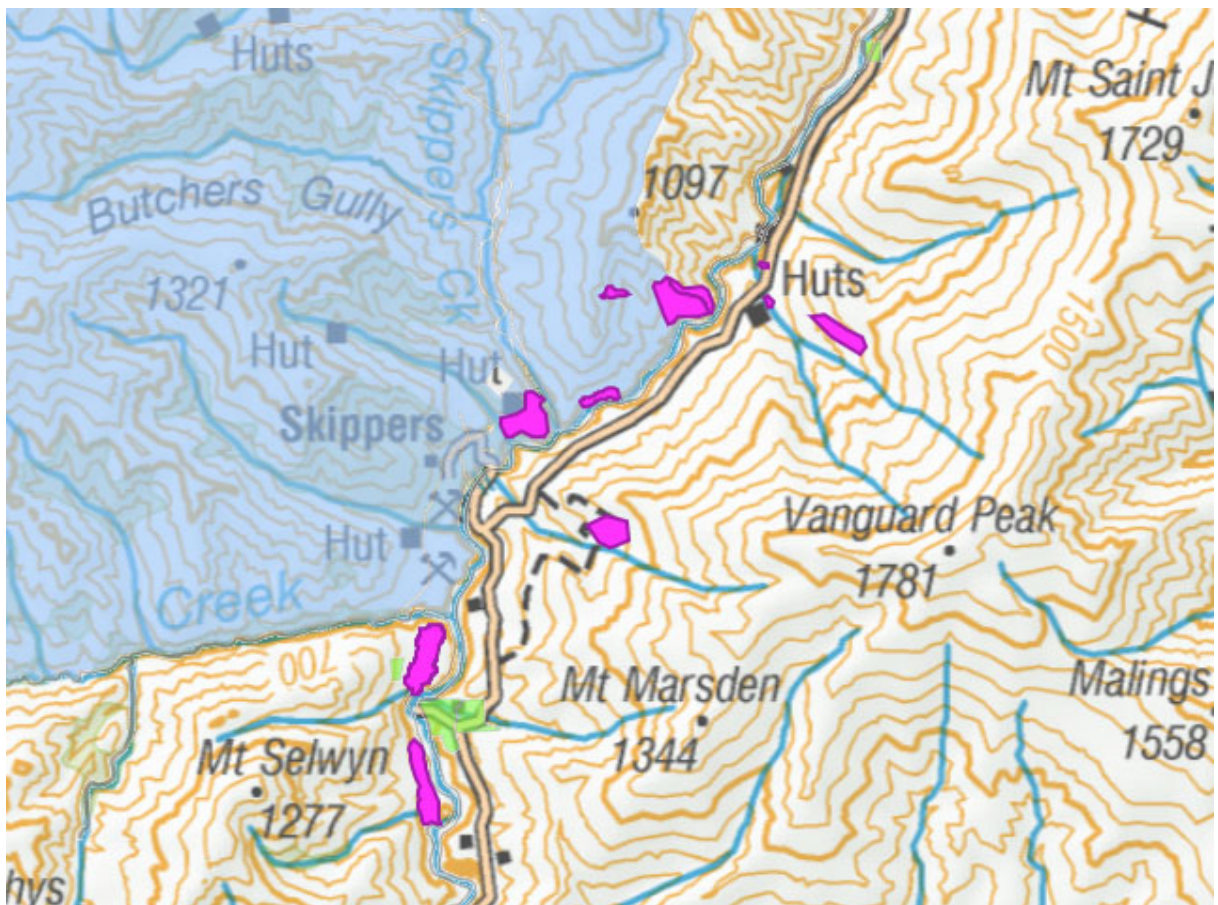 Huts
Skippers Ck
Mt Saint J
1729
1097
Butchers Gully
1321
Huts
Hut
Hut
1500
Skippers
Hut
Vanguard Peak
1781
Creek
700
Mt Marsden
1344
Malings
1558
Mt Selwyn
1277
hys